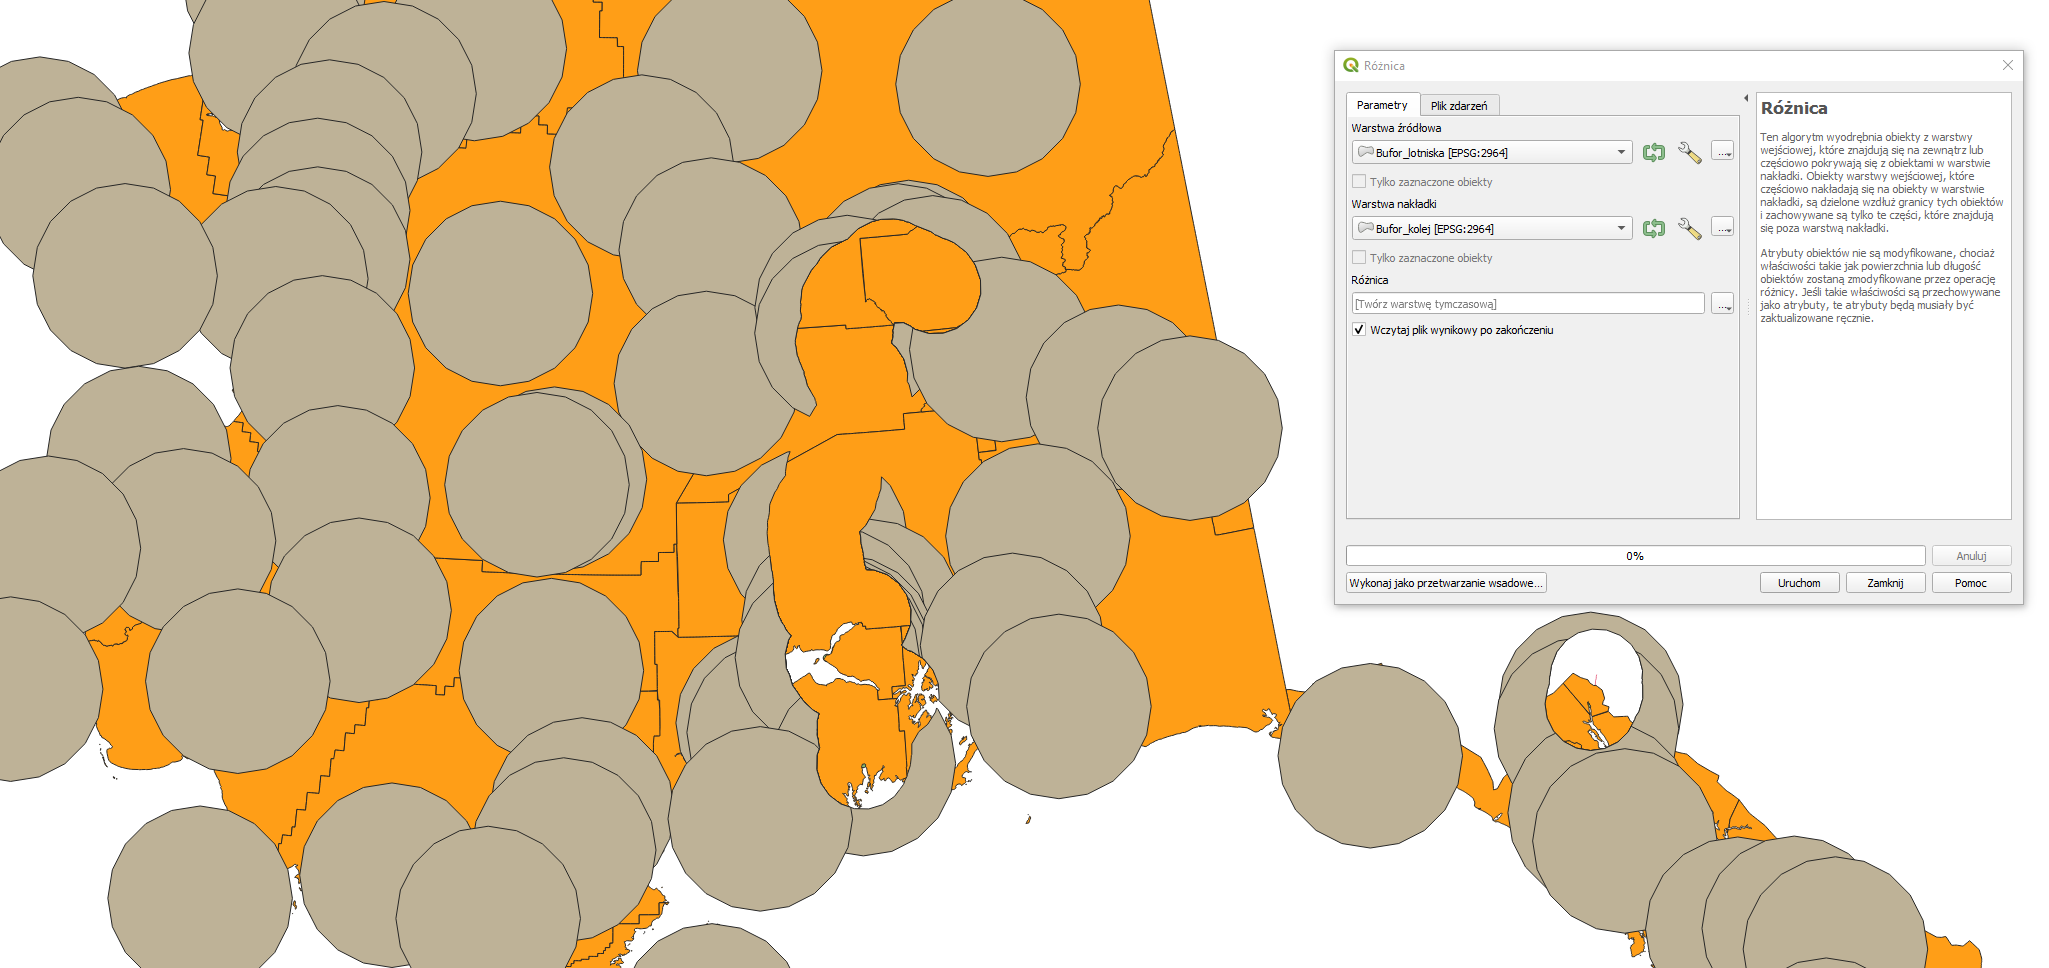 Różnica
Parametry
Plik zdarzeń
Warstwa źródłowa
Bufor_lotniska [EPSG:2964]
...
Tylko zaznaczone obiekty
Warstwa nakładki
Bufor_kolej [EPSG:2964]
...
Tylko zaznaczone obiekty
Różnica
[Twórz warstwę tymczasową]
...
Wczytaj plik wynikowy po zakończeniu
Różnica
Ten algorytm wyodrębnia obiekty z warstwy
wejściowej, które znajdują się na zewnątrz lub
częściowo pokrywają się z obiektami w warstwie
nakładki. Obiekty warstwy wejściowej, które
częściowo nakładają się na obiekty w warstwie
nakładki, są dzielone wzdłuż granicy tych obiektów
i zachowywane są tylko te części, które znajdują
się poza warstwą nakładki.
Atrybuty obiektów nie są modyfikowane, chociaż
właściwości takie jak powierzchnia lub długość
obiektów zostaną zmodyfikowane przez operację
różnicy. Jeśli takie właściwości są przechowywane
jako atrybuty, te atrybuty będą musiały być
zaktualizowane ręcznie.
0%
Anuluj
Wykonaj jako przetwarzanie wsadowe...
Uruchom
Zamknij
Pomoc